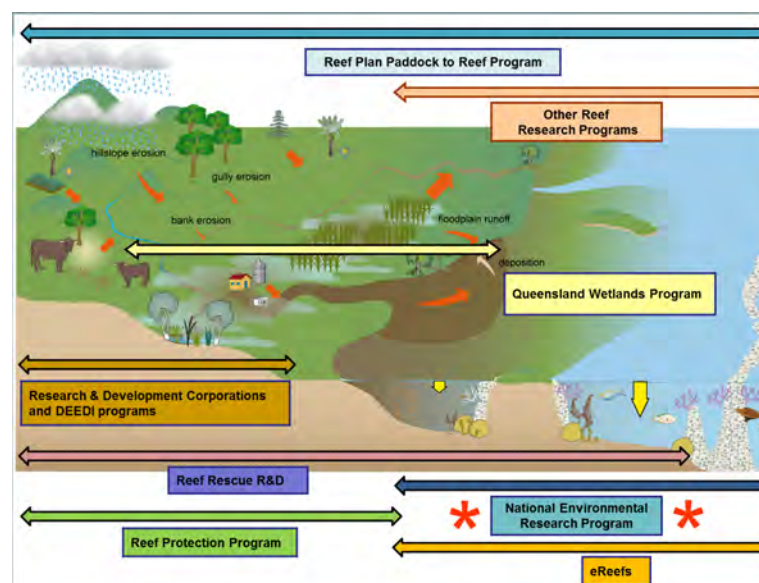 Reef Plan Paddock to Reef Program
Other Reef
Research Programs
hillslope erosion
gully erosion
bank erosion
floodplain runoff
deposition
Queensland Wetlands Program
Research & Development Corporations
and DEEDI programs
Reef Rescue R&D
National Environmental
Research Program
Reef Protection Program
eReefs